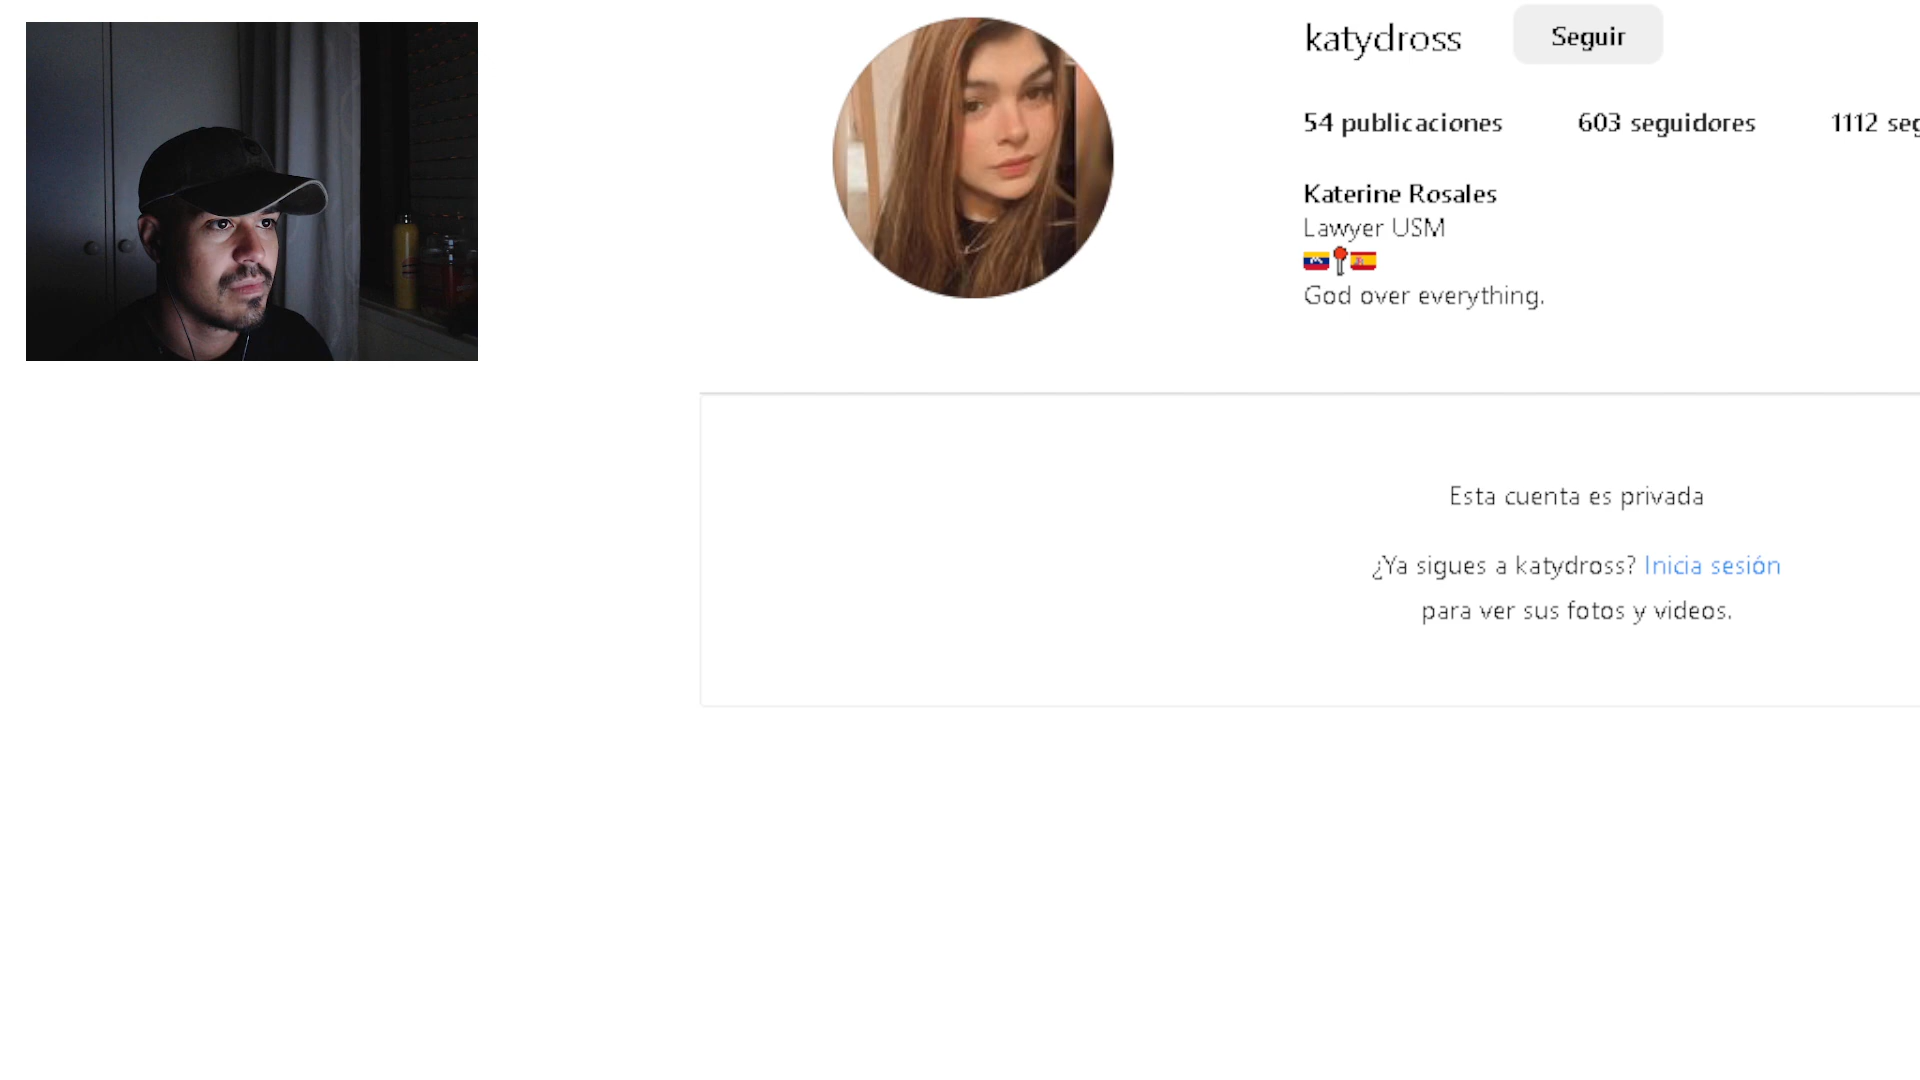 katydross Seguir
54 publicaciones 603 seguidores 1112 seg
Katerine Rosales
Lawyer USM
God over everything.
Esta cuenta es privada
¿Ya sigues a katydross? Inicia sesión
para ver sus fotos y videos.